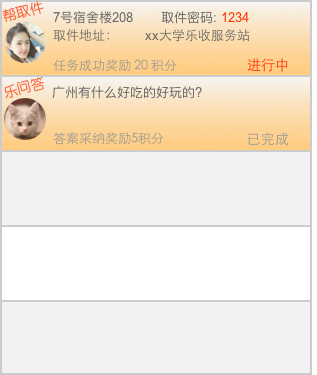 帮取件
7号宿舍楼208 取件密码: 1234
取件地址: xx大学乐收服务站
任务成功奖励 20 积分 进行中
乐问答
广州有什么好吃的好玩的?
答案采纳奖励5积分 已完成